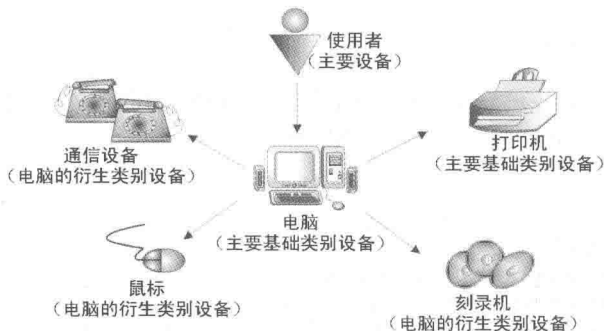 使用者
(主要设备)
通信设备
(电脑的衍生类别设备)
打印机
(主要基础类别设备)
电脑
(主要基础类别设备)
鼠标
(电脑的衍生类别设备)
刻录机
(电脑的衍生类别设备)